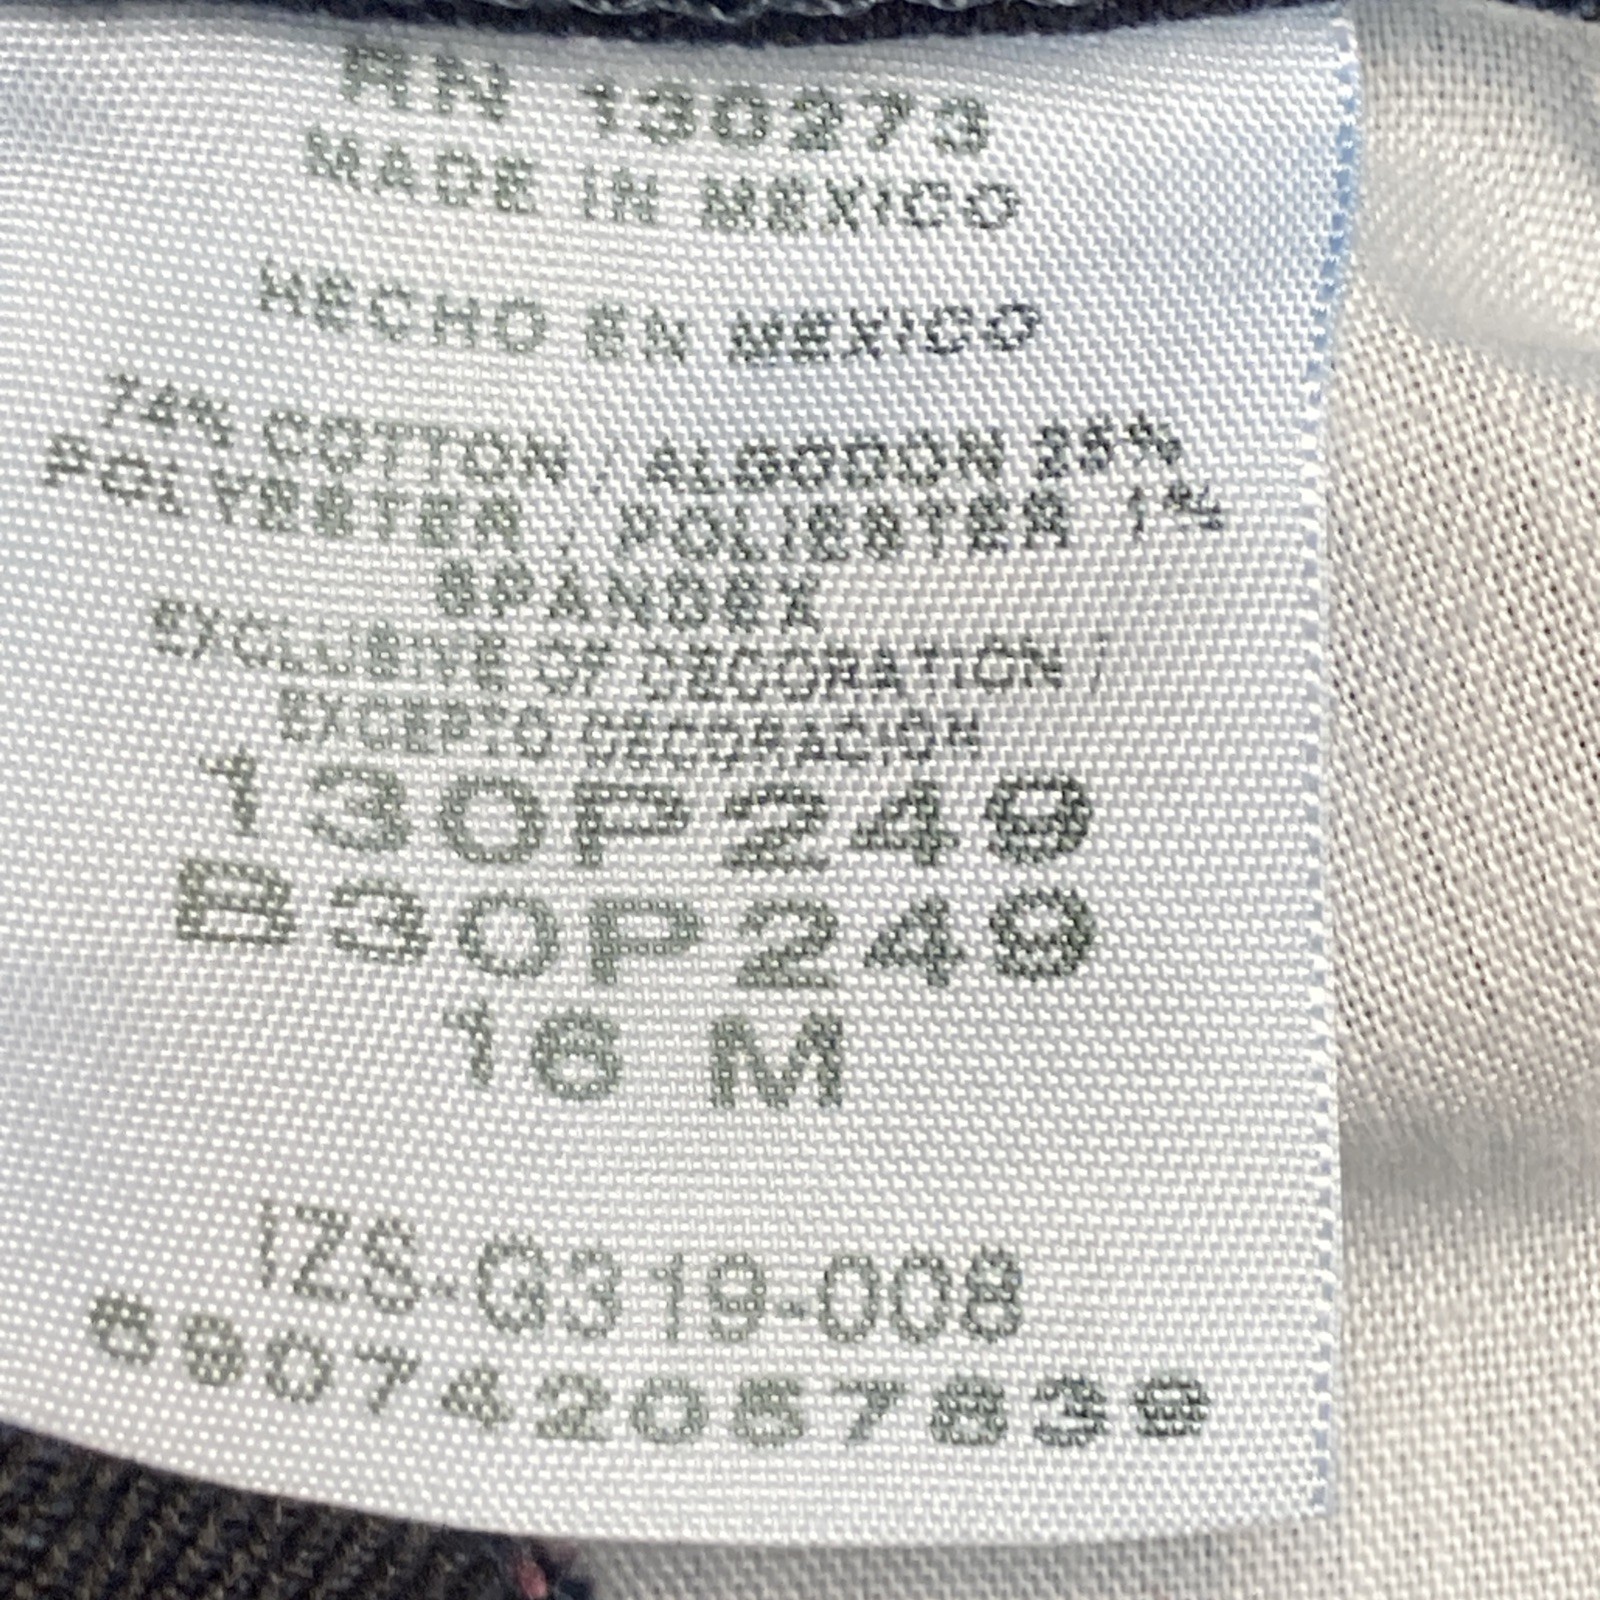 RN 130273
MADE IN MEXICO
HECHO EN MEXICO
74% COTTON / ALGODON 25%
POLYESTER / POLIESTER 1%
SPANDEX
EXCLUSIVE OF DECORATION /
EXCEPTO DECORACION
130P249
B30P249
16 M
IZS-G319-008
690742057839